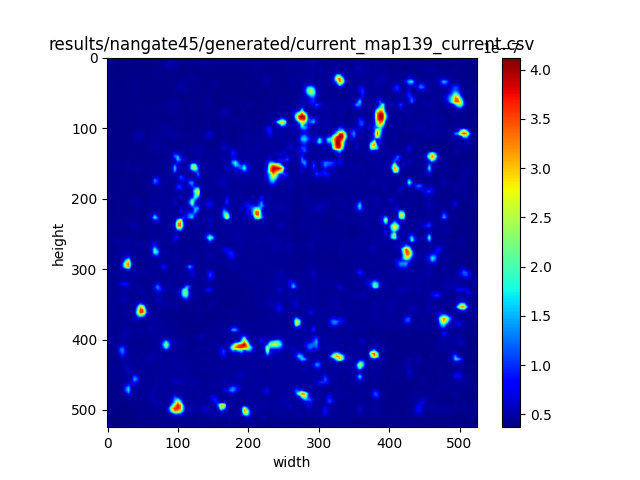 results/nangate45/generated/current_map139_current.csv
1e−7
0
100
200
300
400
500
height
0 100 200 300 400 500
width
4.0
3.5
3.0
2.5
2.0
1.5
1.0
0.5